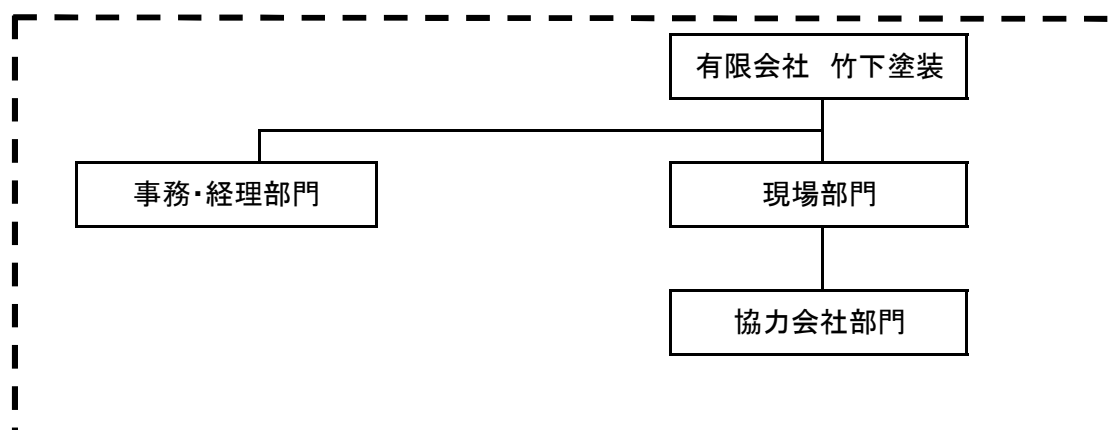 有限会社　竹下塗装
事務・経理部門
現場部門
協力会社部門